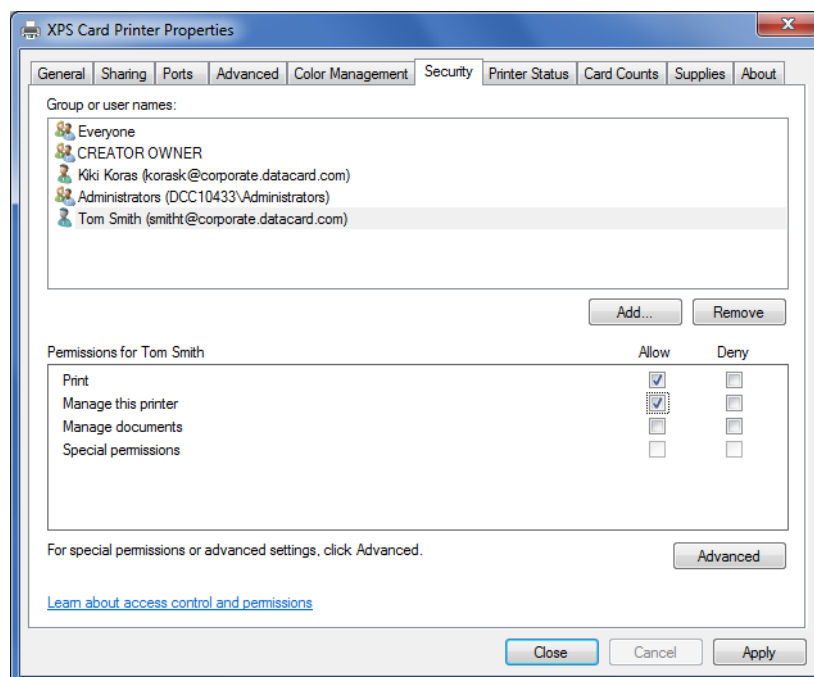 XPS Card Printer Properties
General Sharing Ports Advanced Color Management Security Printer Status Card Counts Supplies About
Group or user names:
Everyone
CREATOR OWNER
Kiki Koras (korask@corporate.datacard.com)
Administrators (DCC10433\Administrators)
Tom Smith (smitht@corporate.datacard.com)
Add... Remove
Permissions for Tom Smith Allow Deny
Print
Manage this printer
Manage documents
Special permissions
For special permissions or advanced settings, click Advanced.
Advanced
Learn about access control and permissions
Close Cancel Apply